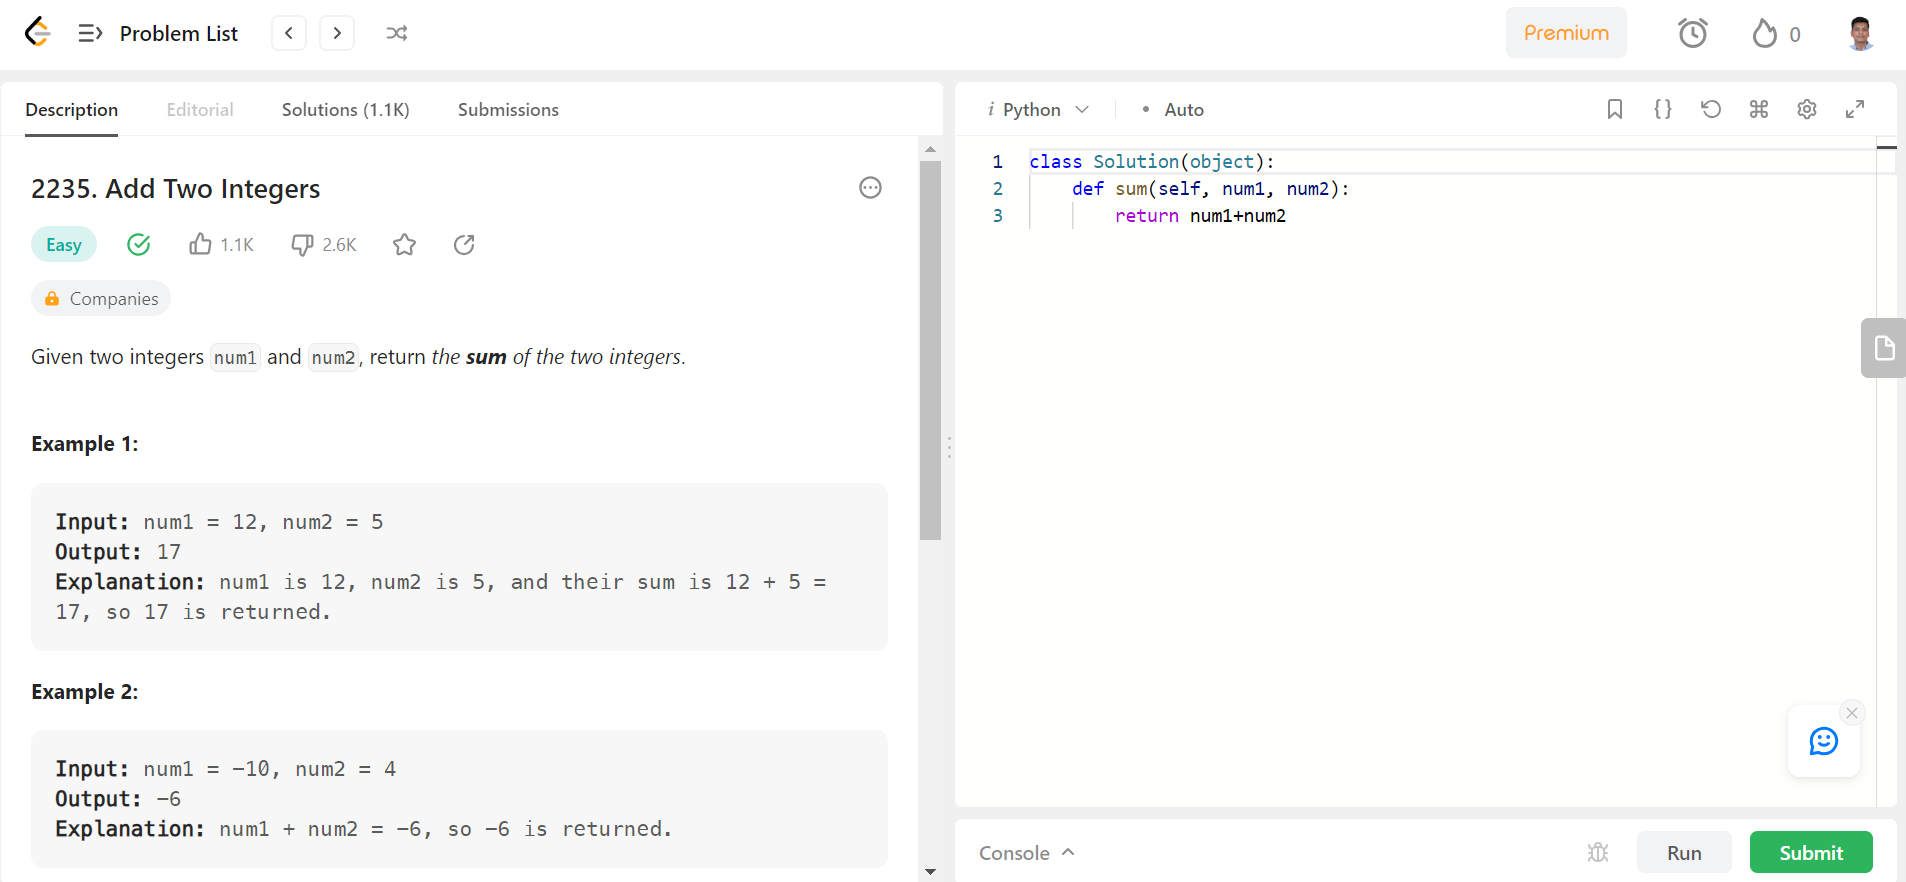 Problem List
Premium
0
Description Editorial Solutions (1.1K) Submissions
2235. Add Two Integers
Easy 1.1K 2.6K
Companies
Given two integers num1 and num2, return the sum of the two integers.
Example 1:
Input: num1 = 12, num2 = 5
Output: 17
Explanation: num1 is 12, num2 is 5, and their sum is 12 + 5 =
17, so 17 is returned.
Example 2:
Input: num1 = -10, num2 = 4
Output: -6
Explanation: num1 + num2 = -6, so -6 is returned.
i Python • Auto
1 class Solution(object):
2 def sum(self, num1, num2):
3 return num1+num2
Console Run Submit